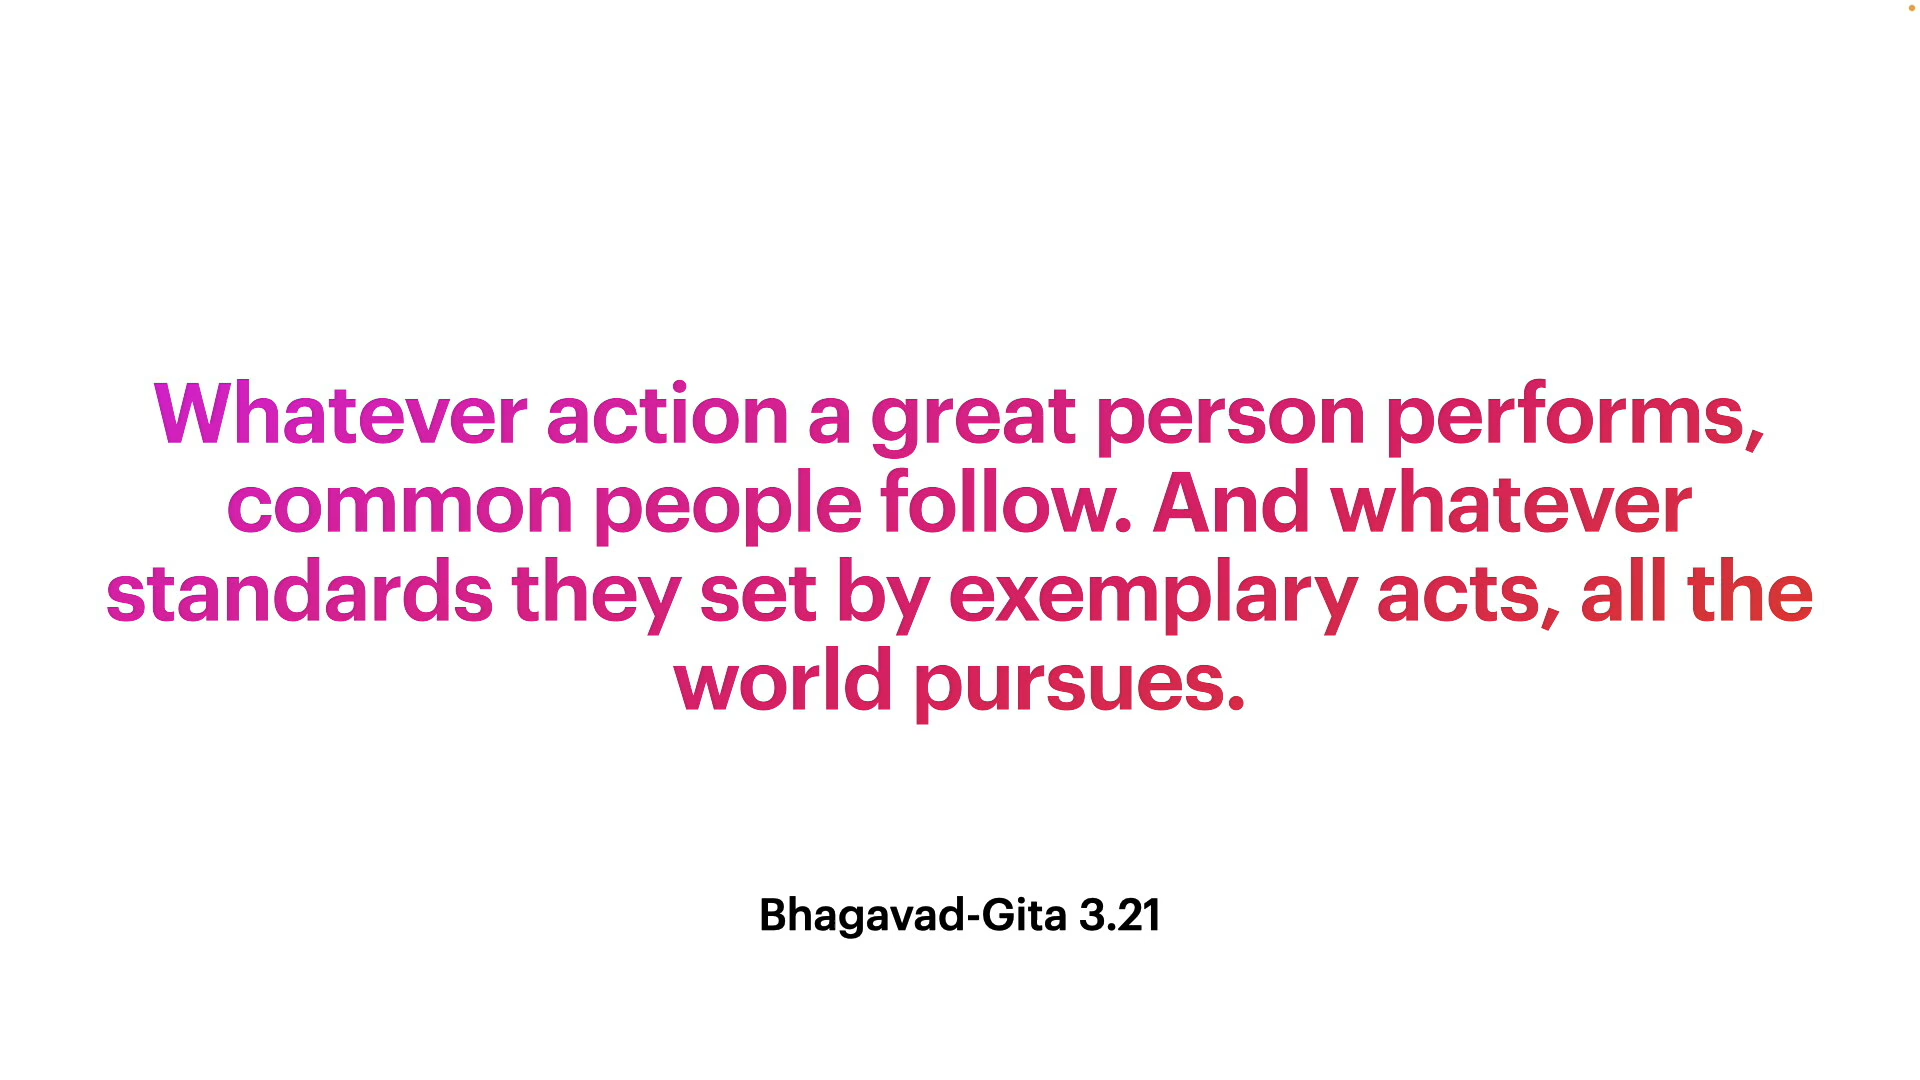 Whatever action a great person performs,
common people follow. And whatever
standards they set by exemplary acts, all the
world pursues.
Bhagavad-Gita 3.21